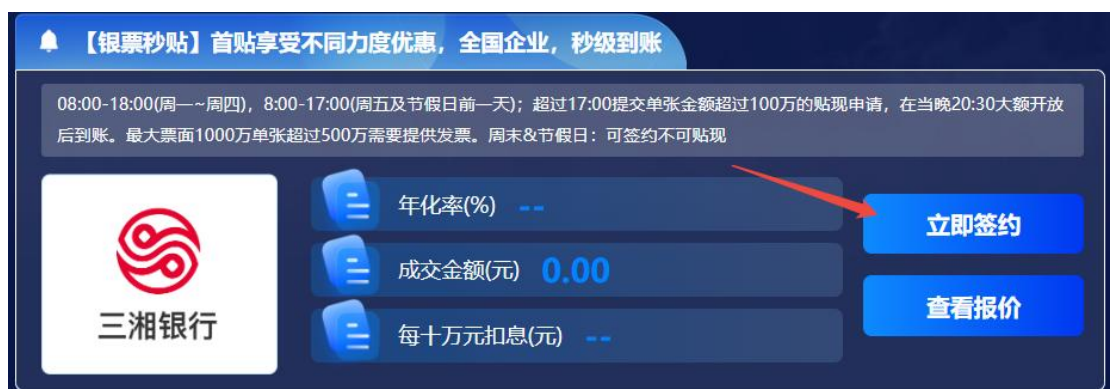 【银票秒贴】首贴享受不同力度优惠，全国企业，秒级到账
08:00-18:00(周一~周四)，8:00-17:00(周五及节假日前一天)；超过17:00提交单张金额超过100万的贴现申请，在当晚20:30大额开放
后到账。最大票面1000万单张超过500万需要提供发票。周末&节假日：可签约不可贴现
三湘银行
年化率(%) --
成交金额(元) 0.00
每十万元扣息(元) --
立即签约
查看报价